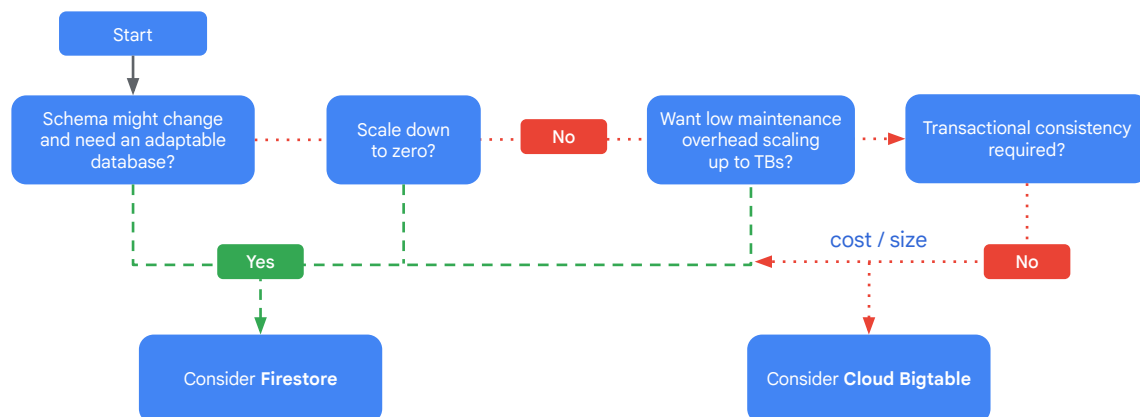 Start
Schema might change
and need an adaptable
database?
Scale down
to zero?
No
Want low maintenance
overhead scaling
up to TBs?
Transactional consistency
required?
Yes
cost / size
No
Consider Firestore
Consider Cloud Bigtable